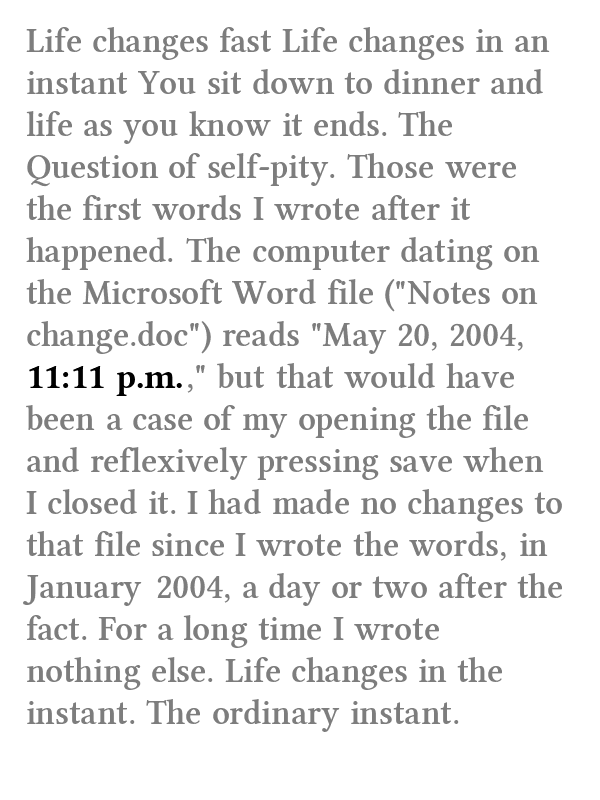 Life changes fast Life changes in an
instant You sit down to dinner and
life as you know it ends. The
Question of self-pity. Those were
the first words I wrote after it
happened. The computer dating on
the Microsoft Word file ("Notes on
change.doc") reads "May 20, 2004,
11:11 p.m.," but that would have
been a case of my opening the file
and reflexively pressing save when
I closed it. I had made no changes to
that file since I wrote the words, in
January 2004, a day or two after the
fact. For a long time I wrote
nothing else. Life changes in the
instant. The ordinary instant.